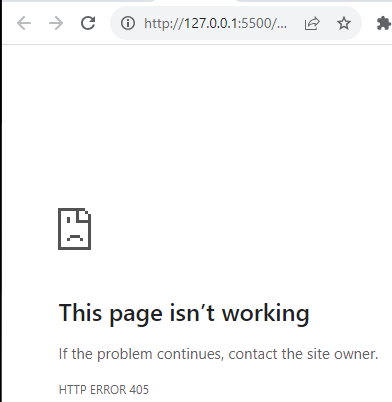 http://127.0.0.1:5500/...
This page isn't working
If the problem continues, contact the site owner.
HTTP ERROR 405